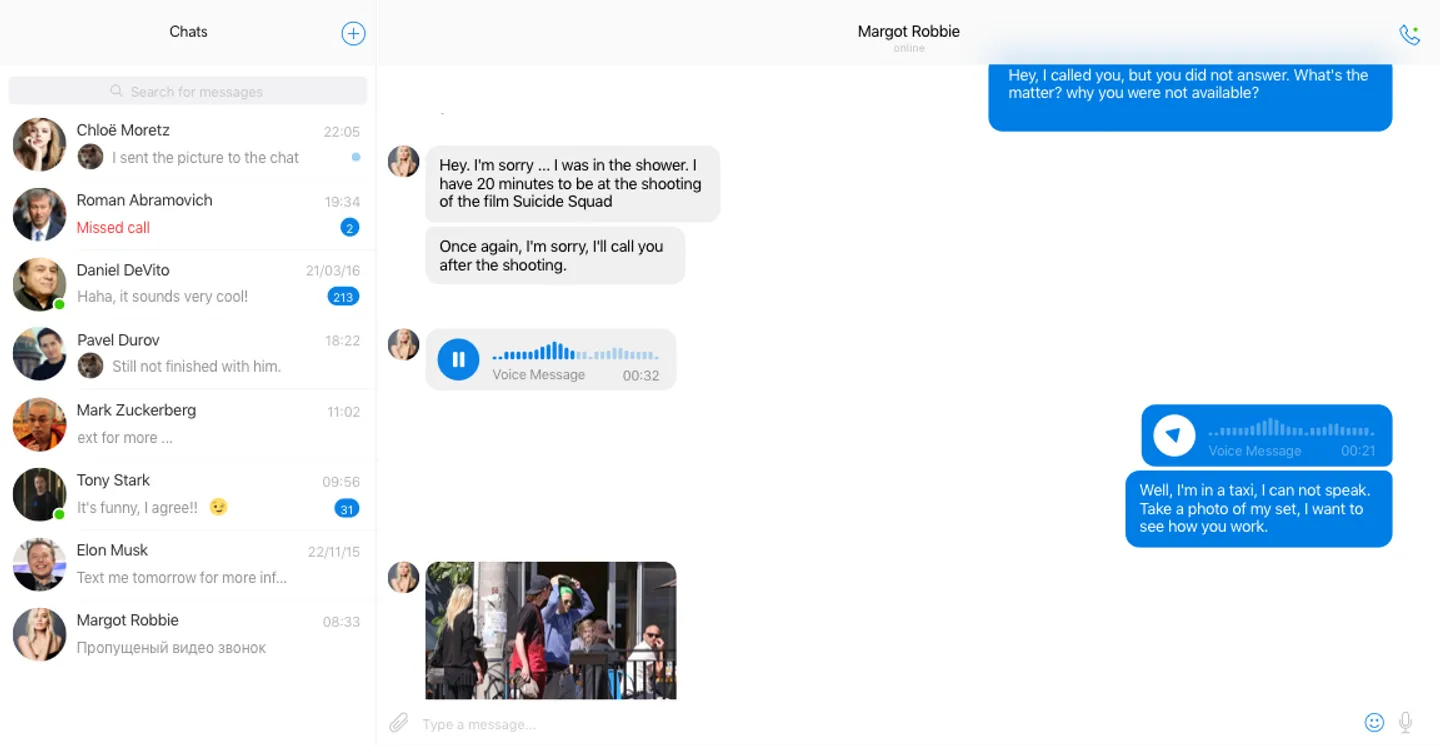 Chats
Search for messages
Chloë Moretz
22:05
I sent the picture to the chat
Roman Abramovich
19:34
Missed call
2
Daniel DeVito
21/03/16
Haha, it sounds very cool!
213
Pavel Durov
18:22
Still not finished with him.
Mark Zuckerberg
11:02
ext for more ...
Tony Stark
09:56
It's funny, I agree!!
31
Elon Musk
22/11/15
Text me tomorrow for more inf...
Margot Robbie
08:33
Пропущеный видео звонок
Margot Robbie
online
Hey, I called you, but you did not answer. What's the
matter? why you were not available?
Hey. I'm sorry ... I was in the shower. I
have 20 minutes to be at the shooting
of the film Suicide Squad
Once again, I'm sorry, I'll call you
after the shooting.
Voice Message
00:32
Voice Message
00:21
Well, I'm in a taxi, I can not speak.
Take a photo of my set, I want to
see how you work.
Type a message...